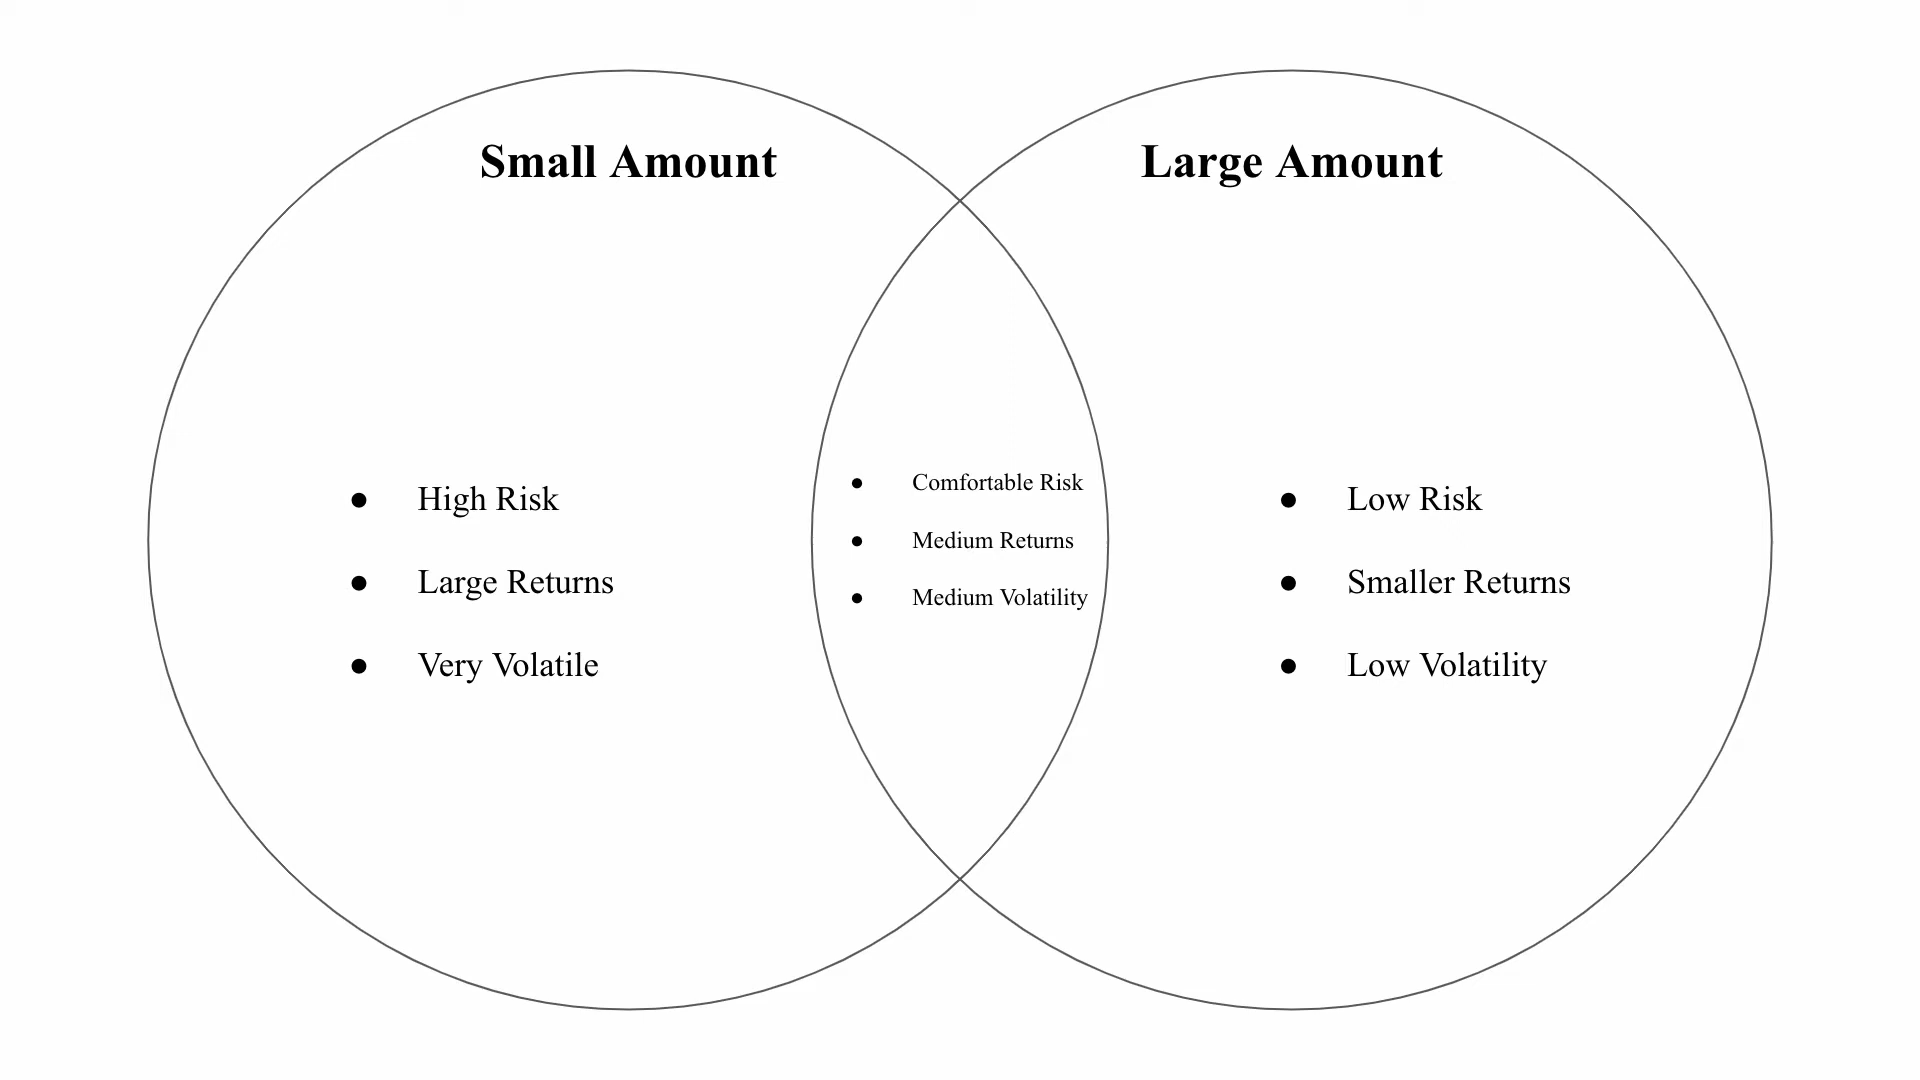 Small Amount
● High Risk
● Large Returns
● Very Volatile
● Comfortable Risk
● Medium Returns
● Medium Volatility
Large Amount
● Low Risk
● Smaller Returns
● Low Volatility